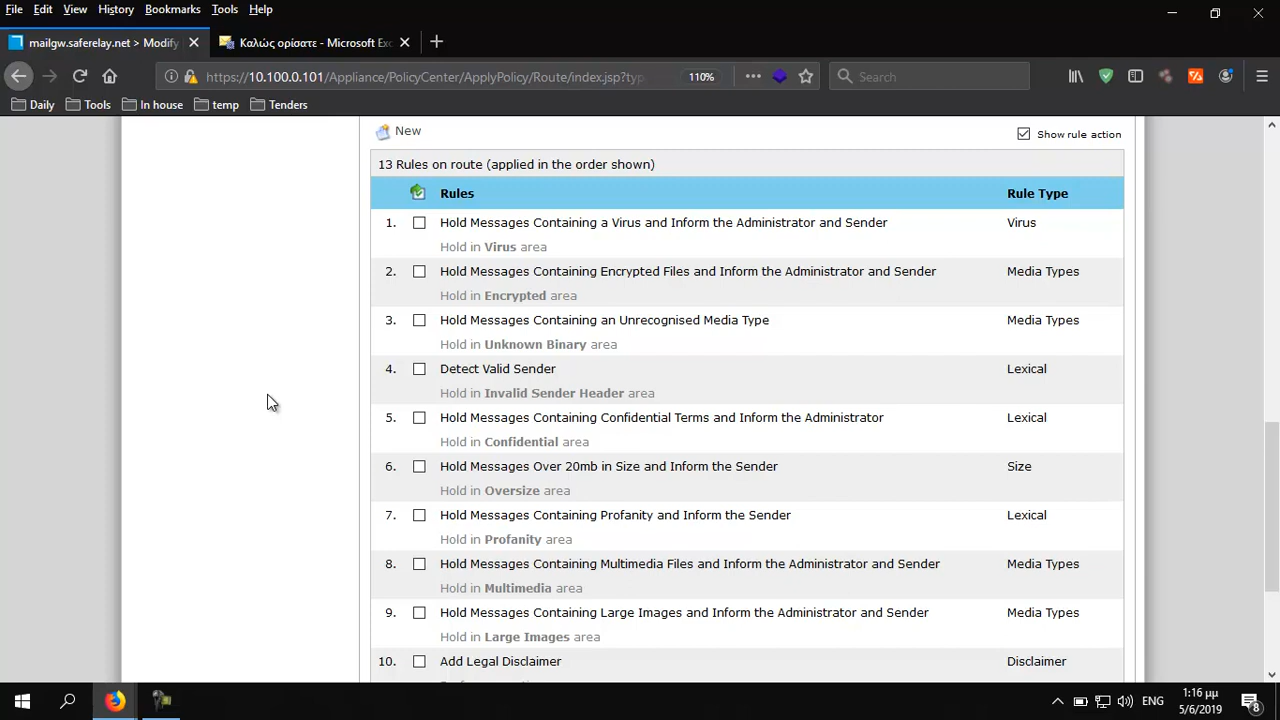 File Edit View History Bookmarks Tools Help
mailgw.saferelay.net > Modify
Καλώς ορίσατε - Microsoft Exc
https://10.100.0.101/Appliance/PolicyCenter/ApplyPolicy/Route/index.jsp?typ
110%
Search
Daily Tools In house temp Tenders
New
Show rule action
13 Rules on route (applied in the order shown)
Rules Rule Type
1. Hold Messages Containing a Virus and Inform the Administrator and Sender Virus
Hold in Virus area
2. Hold Messages Containing Encrypted Files and Inform the Administrator and Sender Media Types
Hold in Encrypted area
3. Hold Messages Containing an Unrecognised Media Type Media Types
Hold in Unknown Binary area
4. Detect Valid Sender Lexical
Hold in Invalid Sender Header area
5. Hold Messages Containing Confidential Terms and Inform the Administrator Lexical
Hold in Confidential area
6. Hold Messages Over 20mb in Size and Inform the Sender Size
Hold in Oversize area
7. Hold Messages Containing Profanity and Inform the Sender Lexical
Hold in Profanity area
8. Hold Messages Containing Multimedia Files and Inform the Administrator and Sender Media Types
Hold in Multimedia area
9. Hold Messages Containing Large Images and Inform the Administrator and Sender Media Types
Hold in Large Images area
10. Add Legal Disclaimer Disclaimer
ENG
1:16 μμ
5/6/2019
8